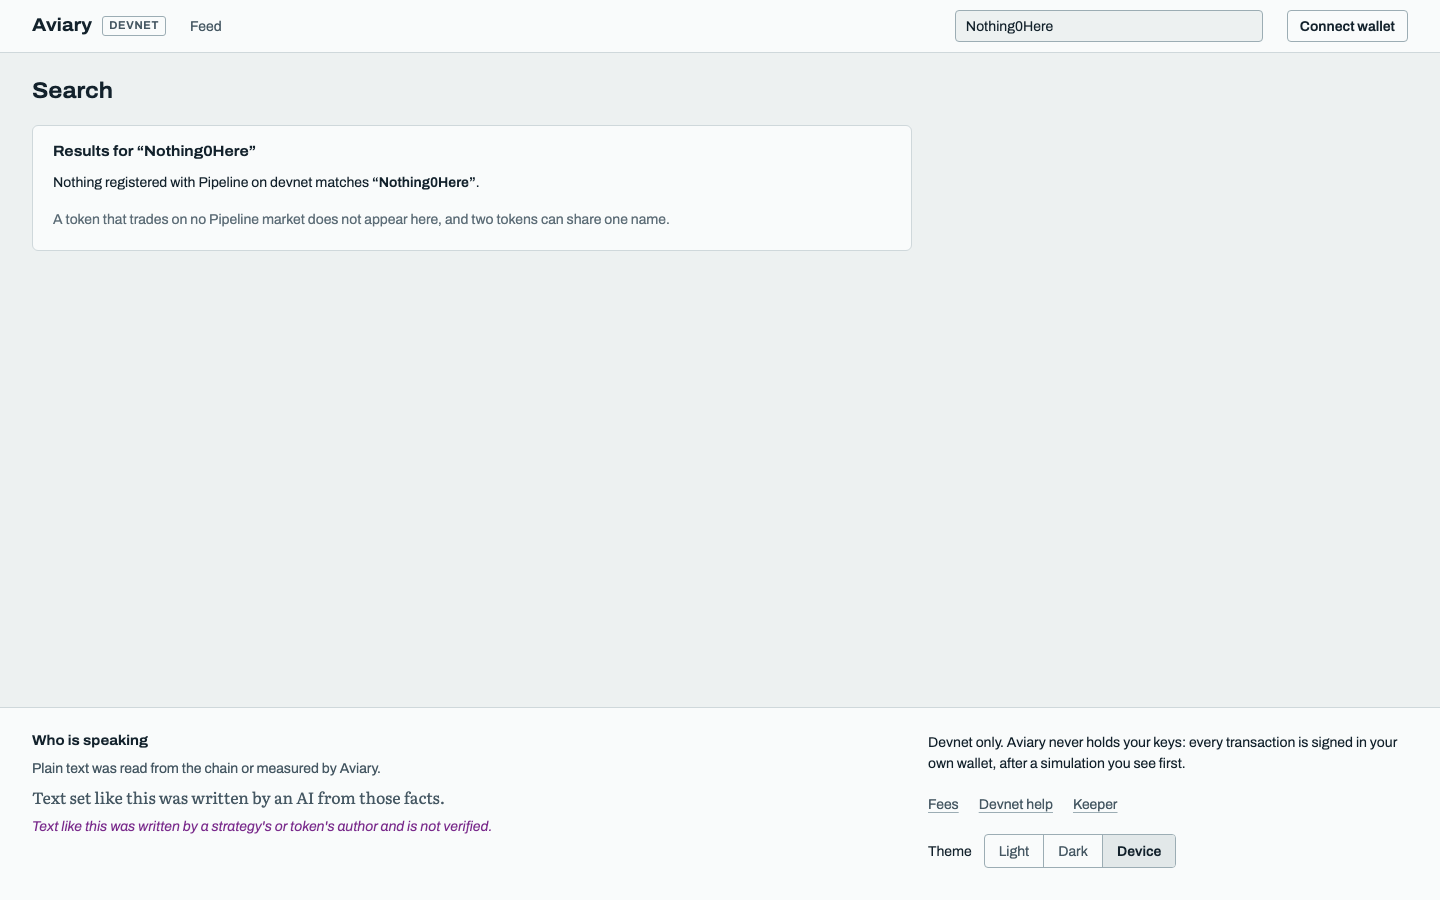 Aviary DEVNET Feed Nothing0Here Connect wallet
Search
Results for “Nothing0Here”
Nothing registered with Pipeline on devnet matches “Nothing0Here”.
A token that trades on no Pipeline market does not appear here, and two tokens can share one name.
Who is speaking
Plain text was read from the chain or measured by Aviary.
Text set like this was written by an AI from those facts.
Text like this was written by a strategy's or token's author and is not verified.
Devnet only. Aviary never holds your keys: every transaction is signed in your
own wallet, after a simulation you see first.
Fees Devnet help Keeper
Theme Light Dark Device